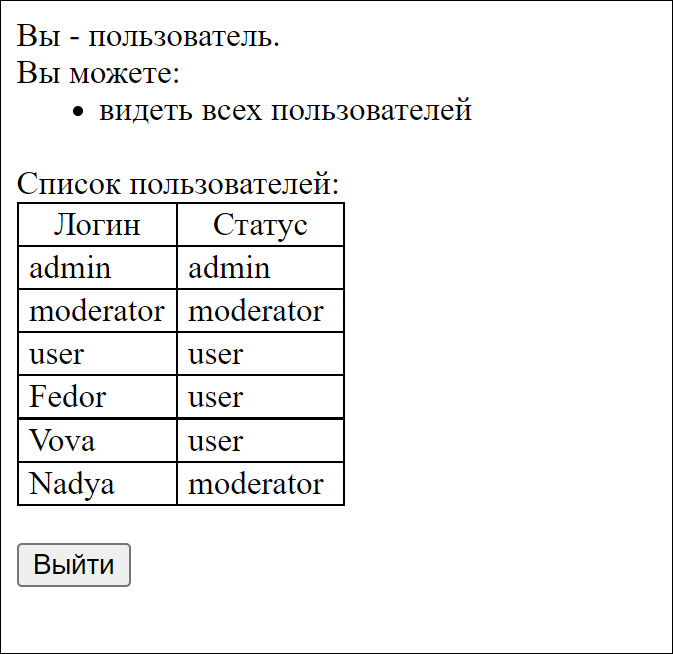 Вы - пользователь.
Вы можете:
• видеть всех пользователей
Список пользователей:
Логин Статус
admin admin
moderator moderator
user user
Fedor user
Vova user
Nadya moderator
Выйти